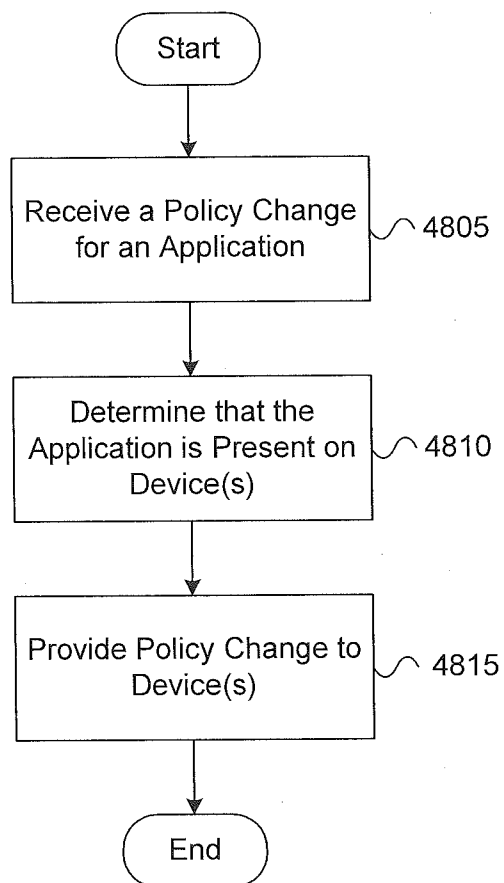 Start
Receive a Policy Change
for an Application
4805
Determine that the
Application is Present on
Device(s)
4810
Provide Policy Change to
Device(s)
4815
End